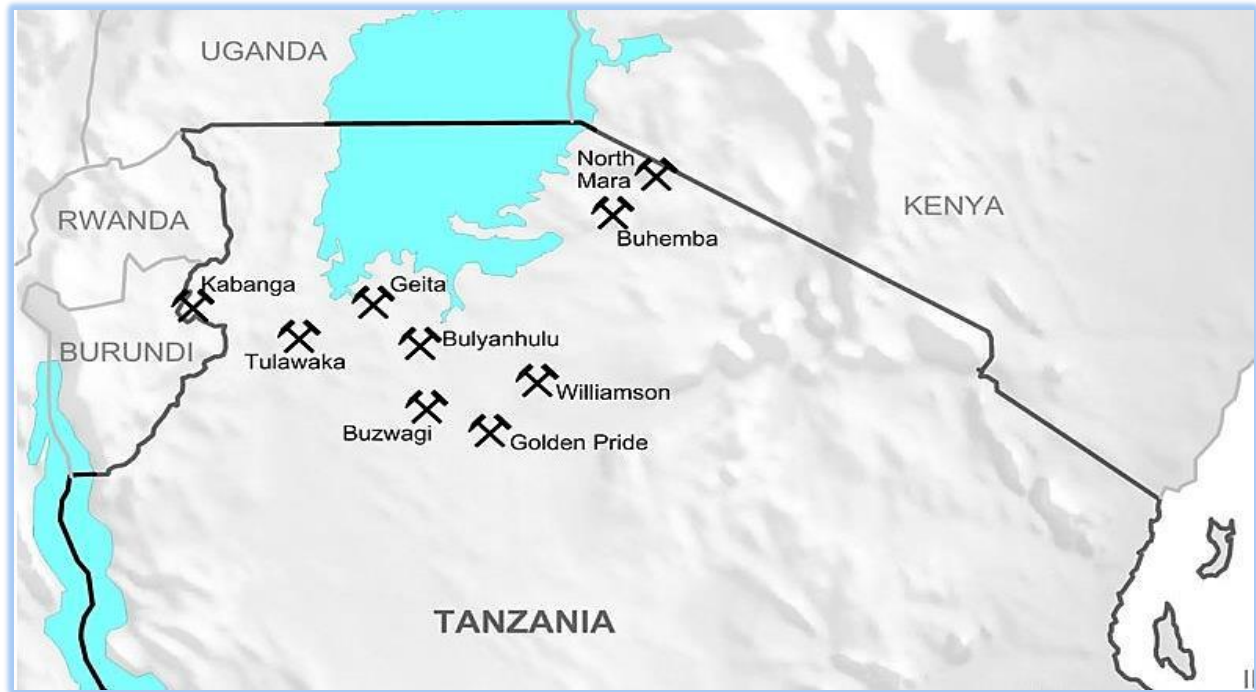 UGANDA
North
Mara
RWANDA
KENYA
Buhemba
Kabanga
Geita
Bulyanhulu
BURUNDI
Tulawaka
Williamson
Buzwagi
Golden Pride
TANZANIA